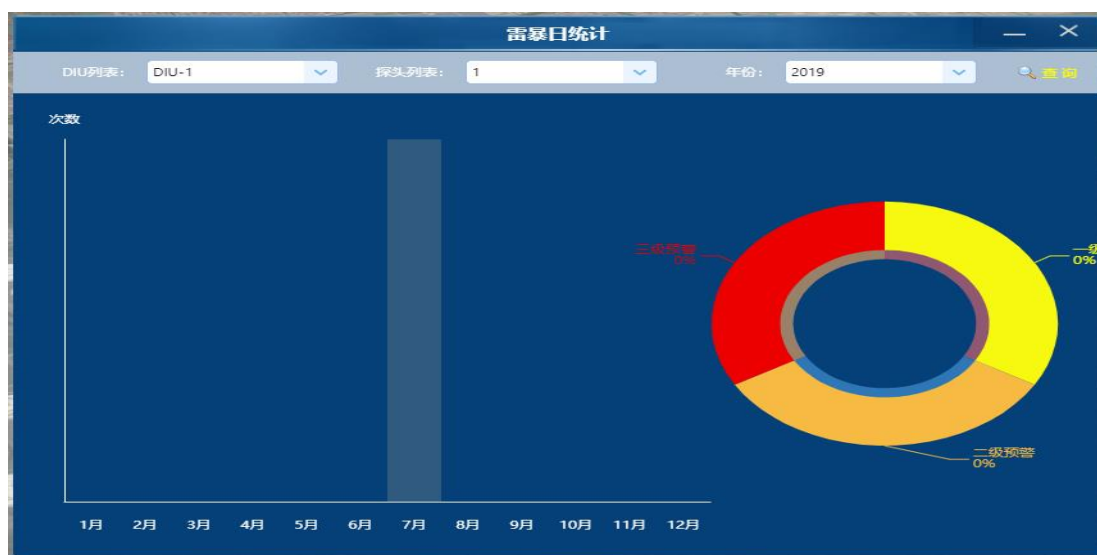 雷暴日统计
DIU列表： DIU-1 探头列表： 1 年份： 2019 查询
次数
三级预警
0%
一级
0%
二级预警
0%
1月 2月 3月 4月 5月 6月 7月 8月 9月 10月 11月 12月